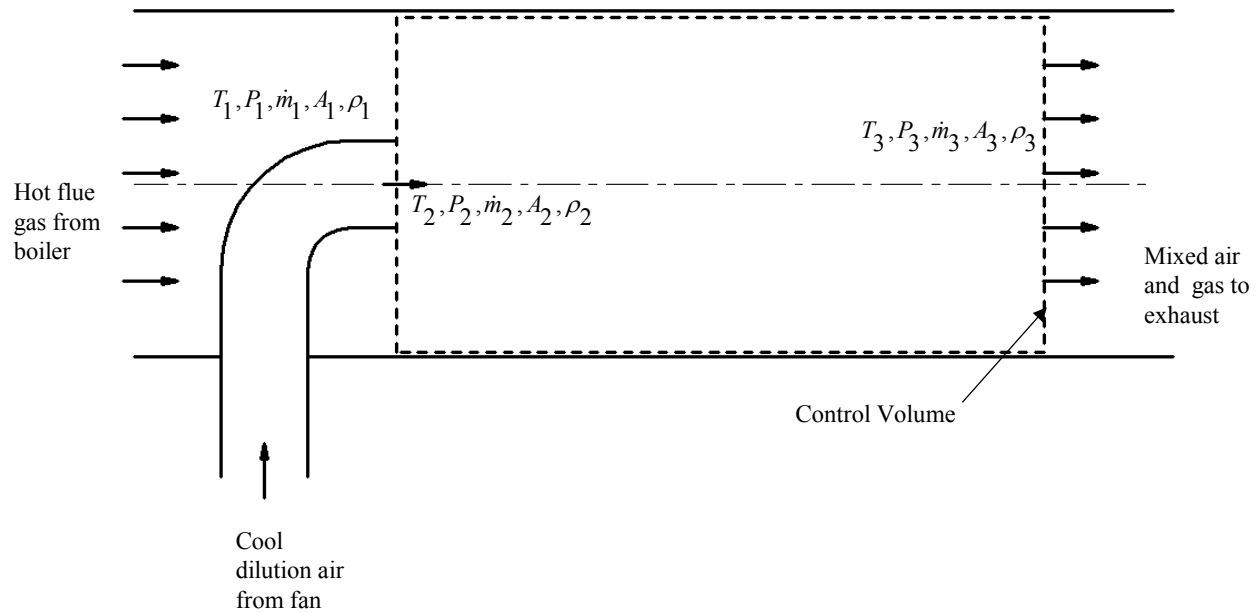 T₁, P₁, ṁ₁, A₁, ρ₁
T₃, P₃, ṁ₃, A₃, ρ₃
Hot flue
gas from
boiler
T₂, P₂, ṁ₂, A₂, ρ₂
Mixed air
and gas to
exhaust
Control Volume
Cool
dilution air
from fan